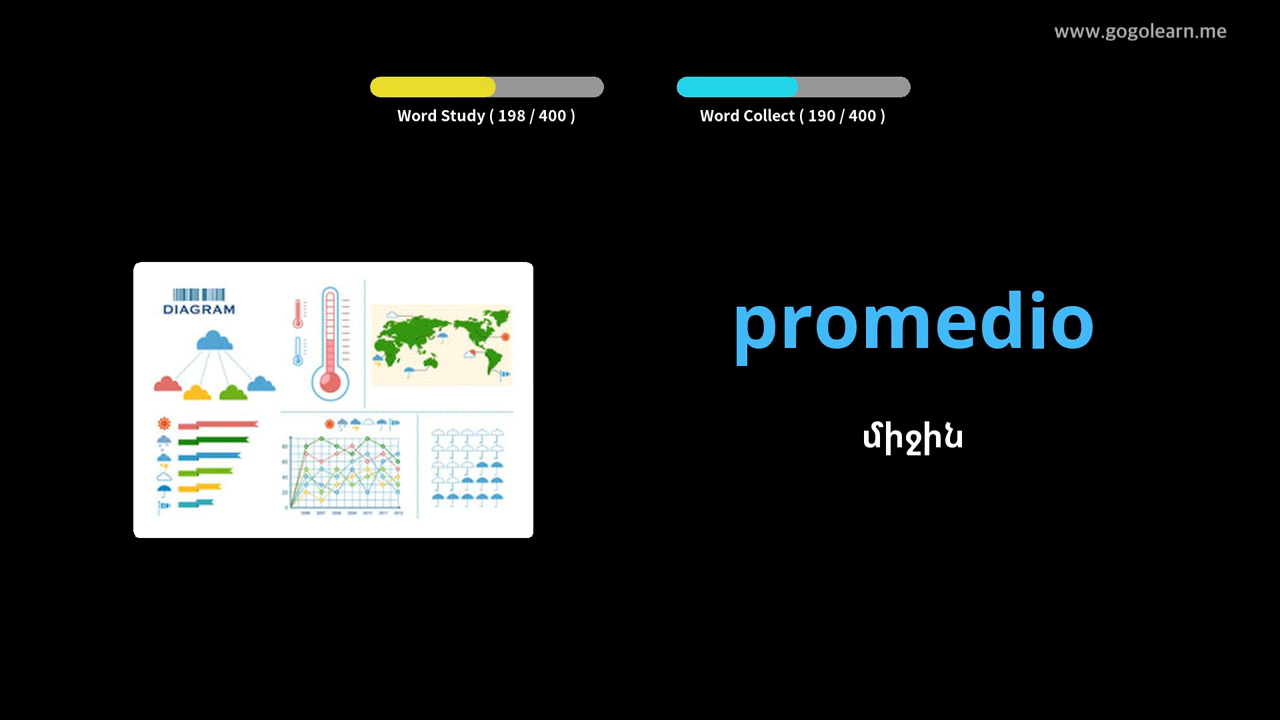 www.gogolearn.me
Word Study ( 198 / 400 )
Word Collect ( 190 / 400 )
DIAGRAM
promedio
միջին